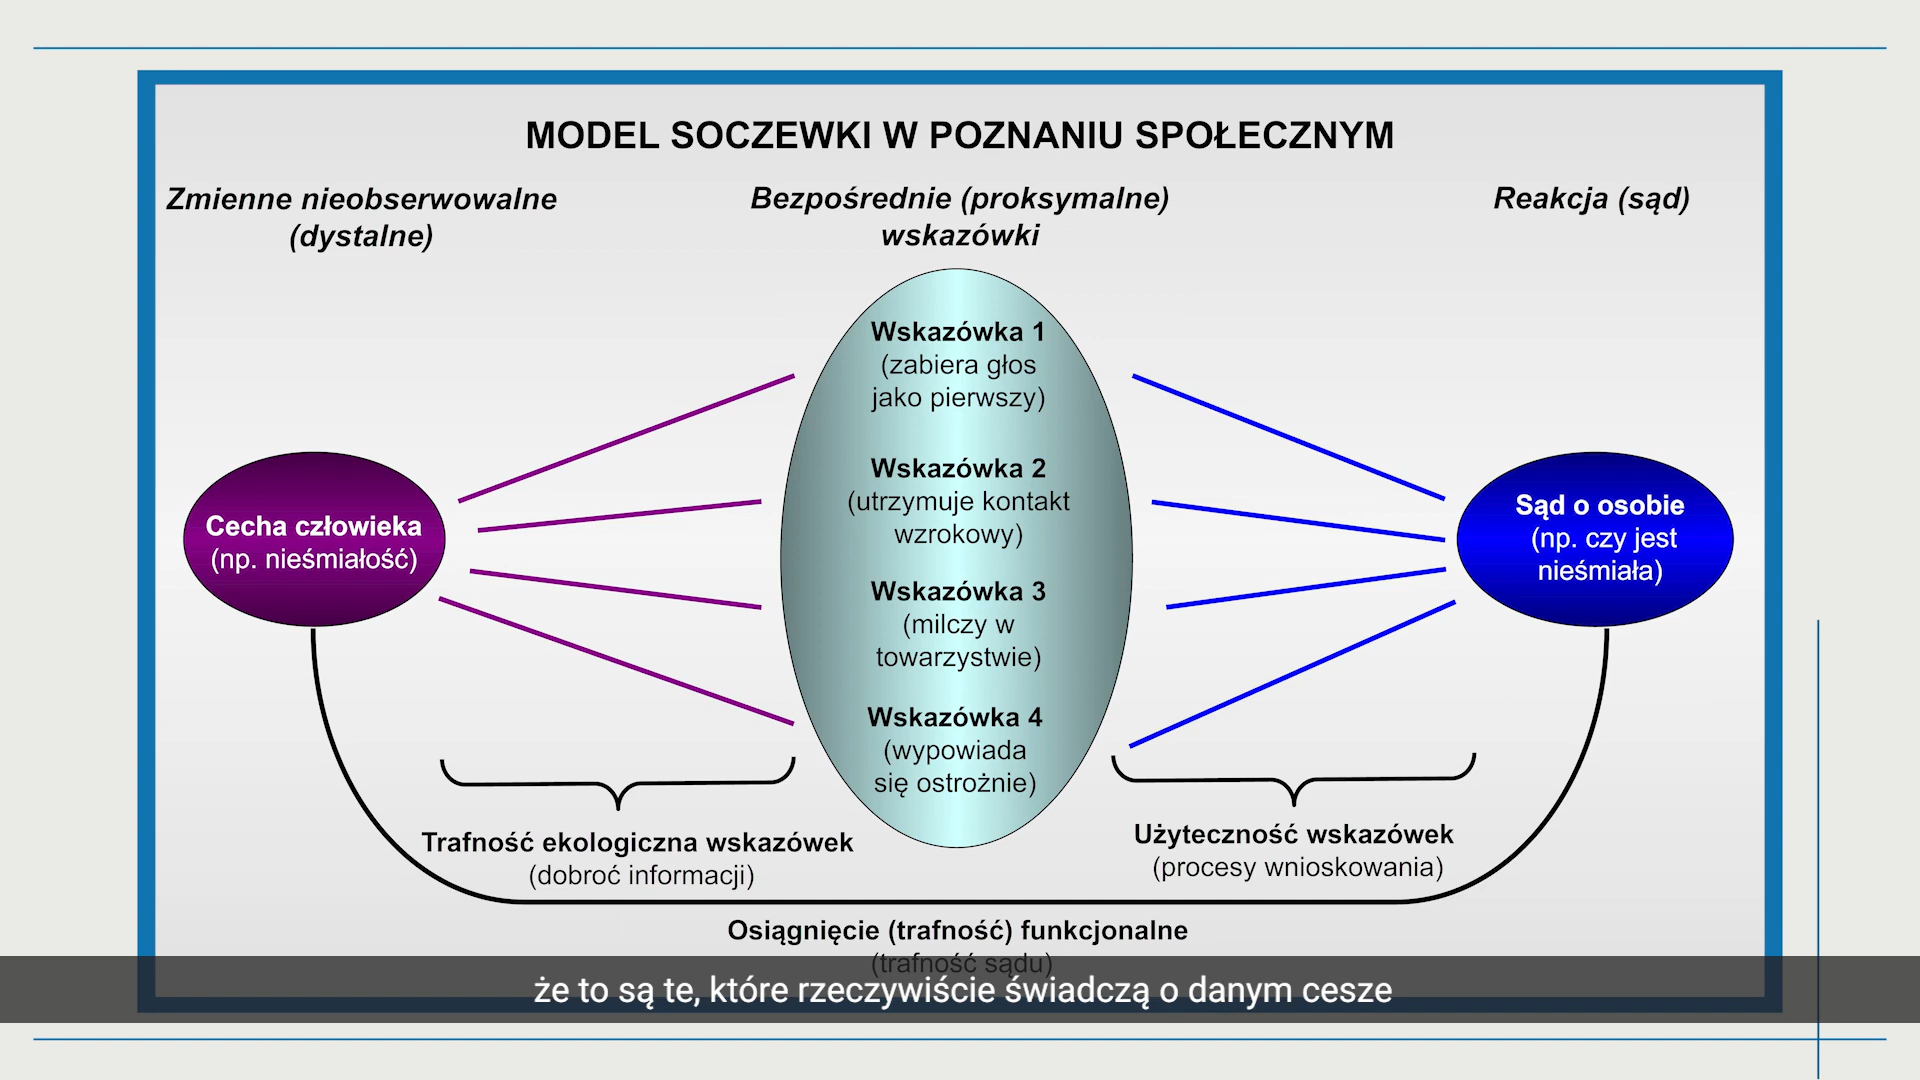 MODEL SOCZEWKI W POZNANIU SPOŁECZNYM
Zmienne nieobserwowalne
(dystalne)
Bezpośrednie (proksymalne)
wskazówki
Reakcja (sąd)
Cecha człowieka
(np. nieśmiałość)
Wskazówka 1
(zabiera głos
jako pierwszy)
Wskazówka 2
(utrzymuje kontakt
wzrokowy)
Wskazówka 3
(milczy w
towarzystwie)
Wskazówka 4
(wypowiada
się ostrożnie)
Sąd o osobie
(np. czy jest
nieśmiała)
Trafność ekologiczna wskazówek
(dobroć informacji)
Użyteczność wskazówek
(procesy wnioskowania)
Osiągnięcie (trafność) funkcjonalne
(trafność sądu)
że to są te, które rzeczywiście świadczą o danym cesze